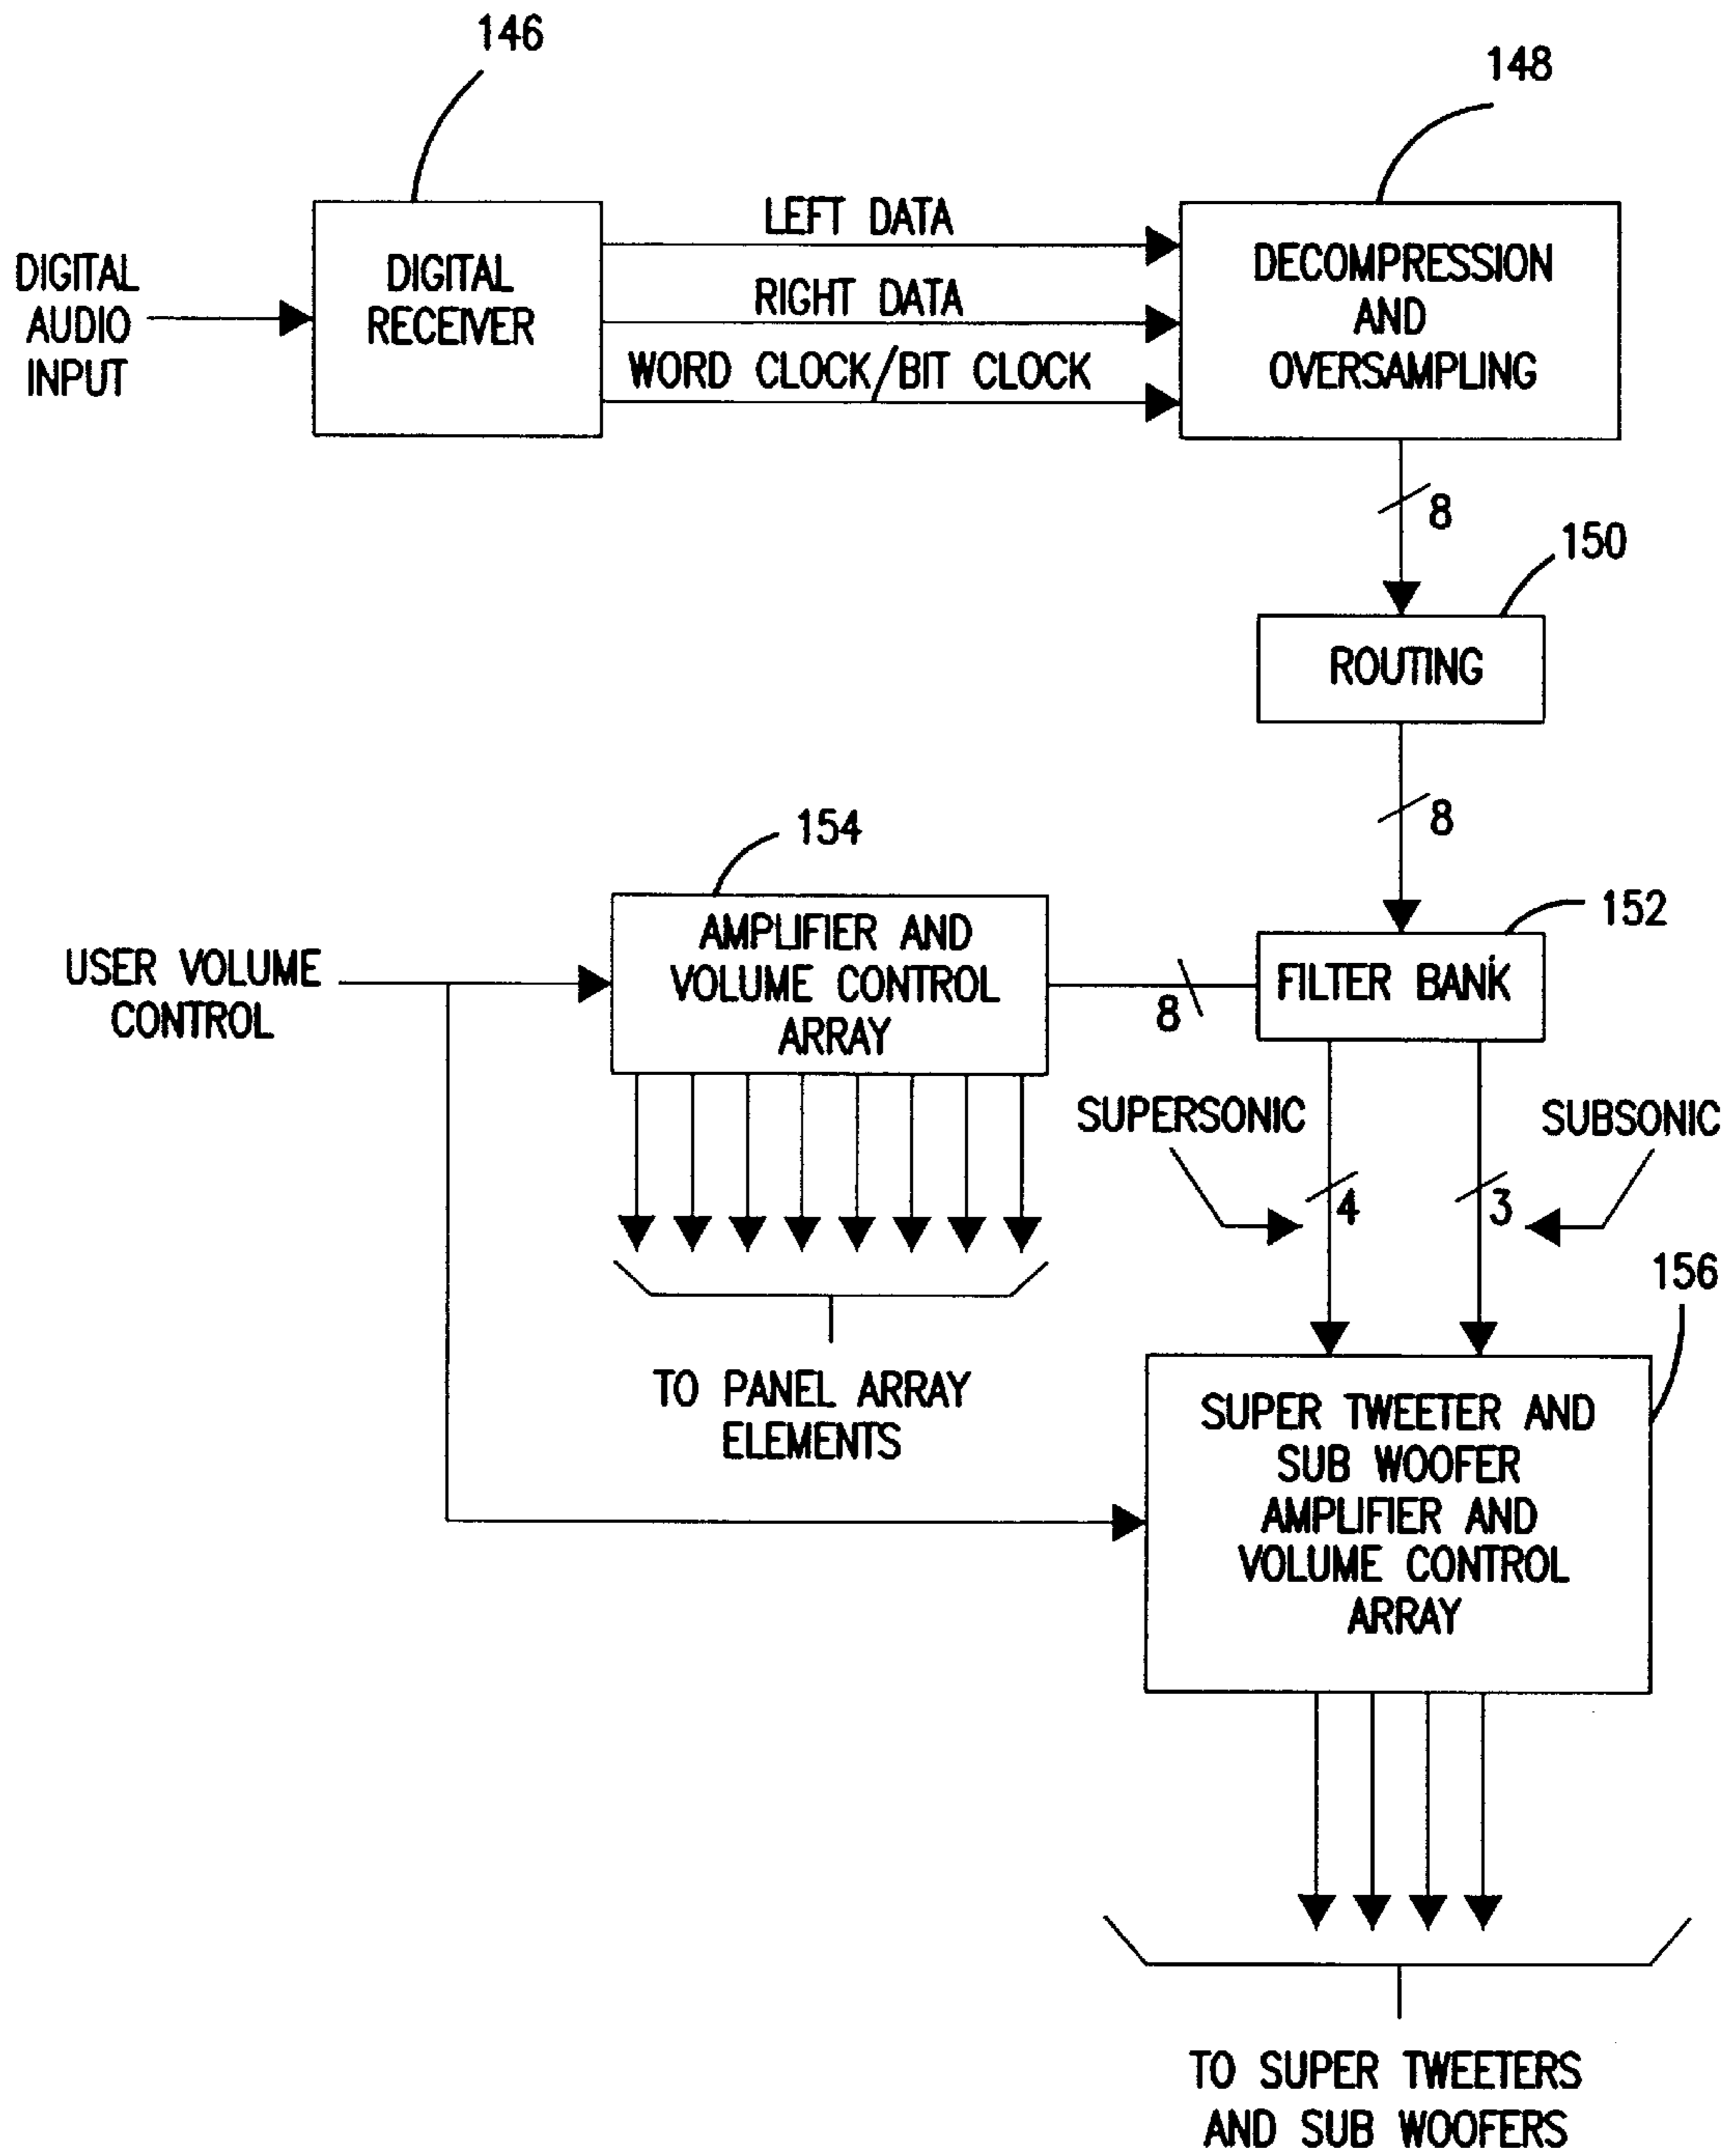 146
148
DIGITAL
AUDIO
INPUT
DIGITAL
RECEIVER
LEFT DATA
RIGHT DATA
WORD CLOCK/BIT CLOCK
DECOMPRESSION
AND
OVERSAMPLING
8
150
ROUTING
8
154
152
USER VOLUME
CONTROL
AMPLIFIER AND
VOLUME CONTROL
ARRAY
8
FILTER BANK
SUPERSONIC
SUBSONIC
4
3
156
TO PANEL ARRAY
ELEMENTS
SUPER TWEETER AND
SUB WOOFER
AMPLIFIER AND
VOLUME CONTROL
ARRAY
TO SUPER TWEETERS
AND SUB WOOFERS